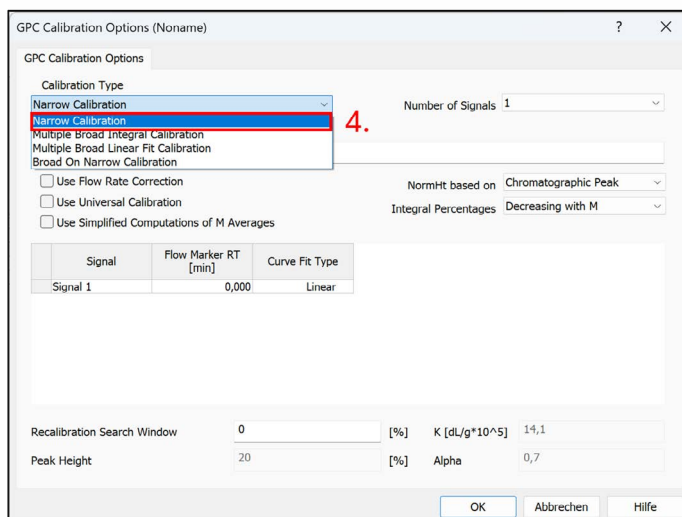 GPC Calibration Options (Noname)
?
GPC Calibration Options
Calibration Type
Narrow Calibration
Number of Signals 1
Narrow Calibration
4.
Multiple Broad Integral Calibration
Multiple Broad Linear Fit Calibration
Broad On Narrow Calibration
Use Flow Rate Correction
NormHt based on Chromatographic Peak
Use Universal Calibration
Integral Percentages Decreasing with M
Use Simplified Computations of M Averages
Signal Flow Marker RT [min] Curve Fit Type
Signal 1 0,000 Linear
Recalibration Search Window 0 [%] K [dL/g*10^5] 14,1
Peak Height 20 [%] Alpha 0,7
OK Abbrechen Hilfe